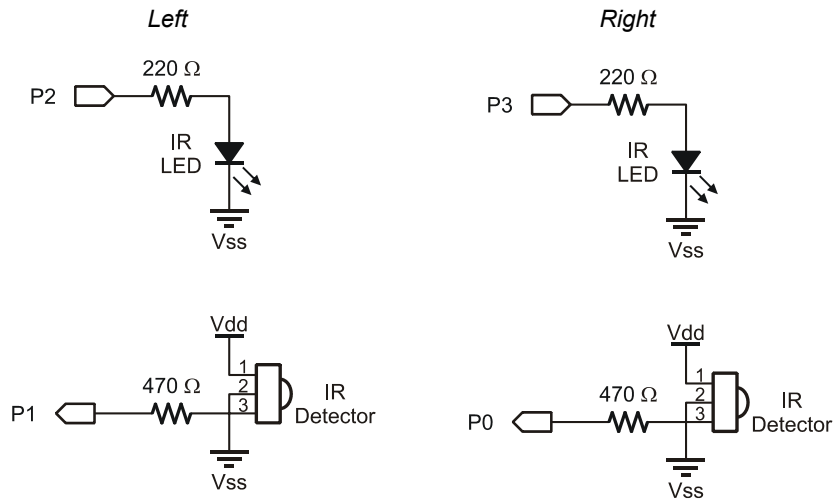 Left
220 Ω
P2
IR
LED
Vss
Vdd
1
2
3
470 Ω
P1
IR
Detector
Vss
Right
220 Ω
P3
IR
LED
Vss
Vdd
1
2
3
470 Ω
P0
IR
Detector
Vss